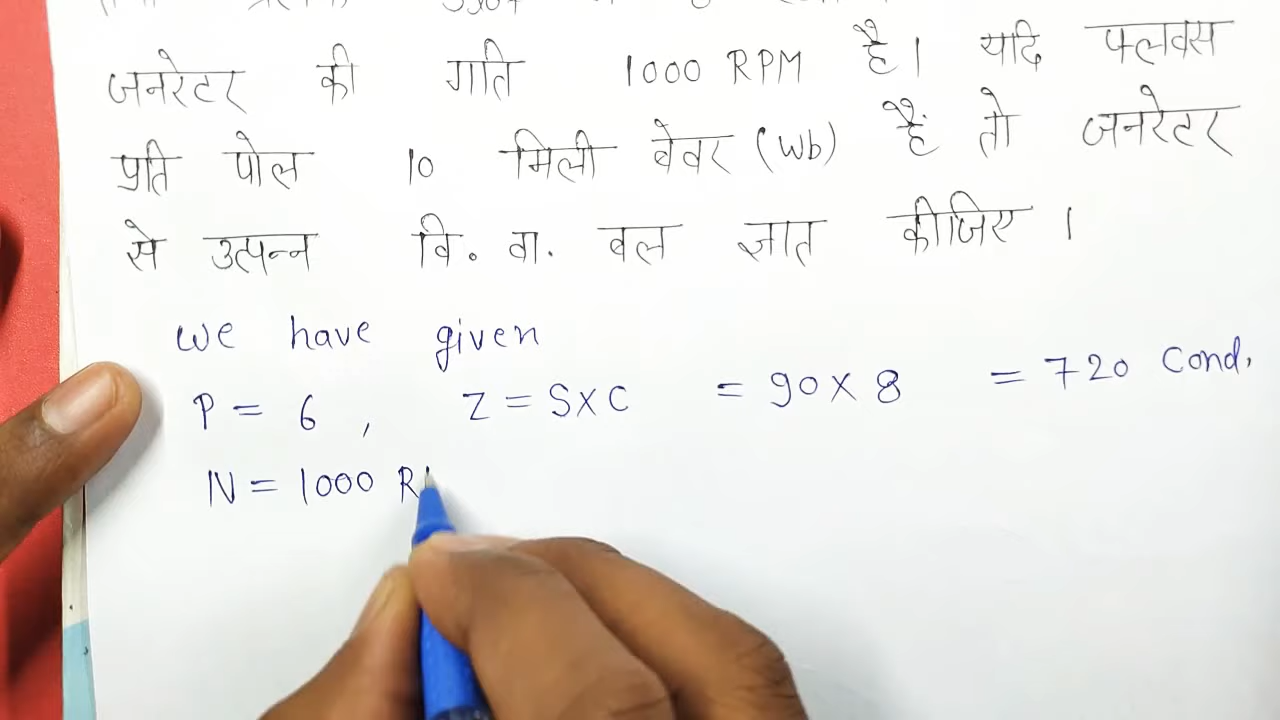 जनरेटर की गति 1000 RPM है। यदि फ्लक्स
प्रति पोल 10 मिली वेवर (Wb) हैं तो जनरेटर
से उत्पन्न वि. वा. बल ज्ञात कीजिए ।
We have given
P = 6 , Z = S×C = 90×8 = 720 Cond.
N = 1000 R